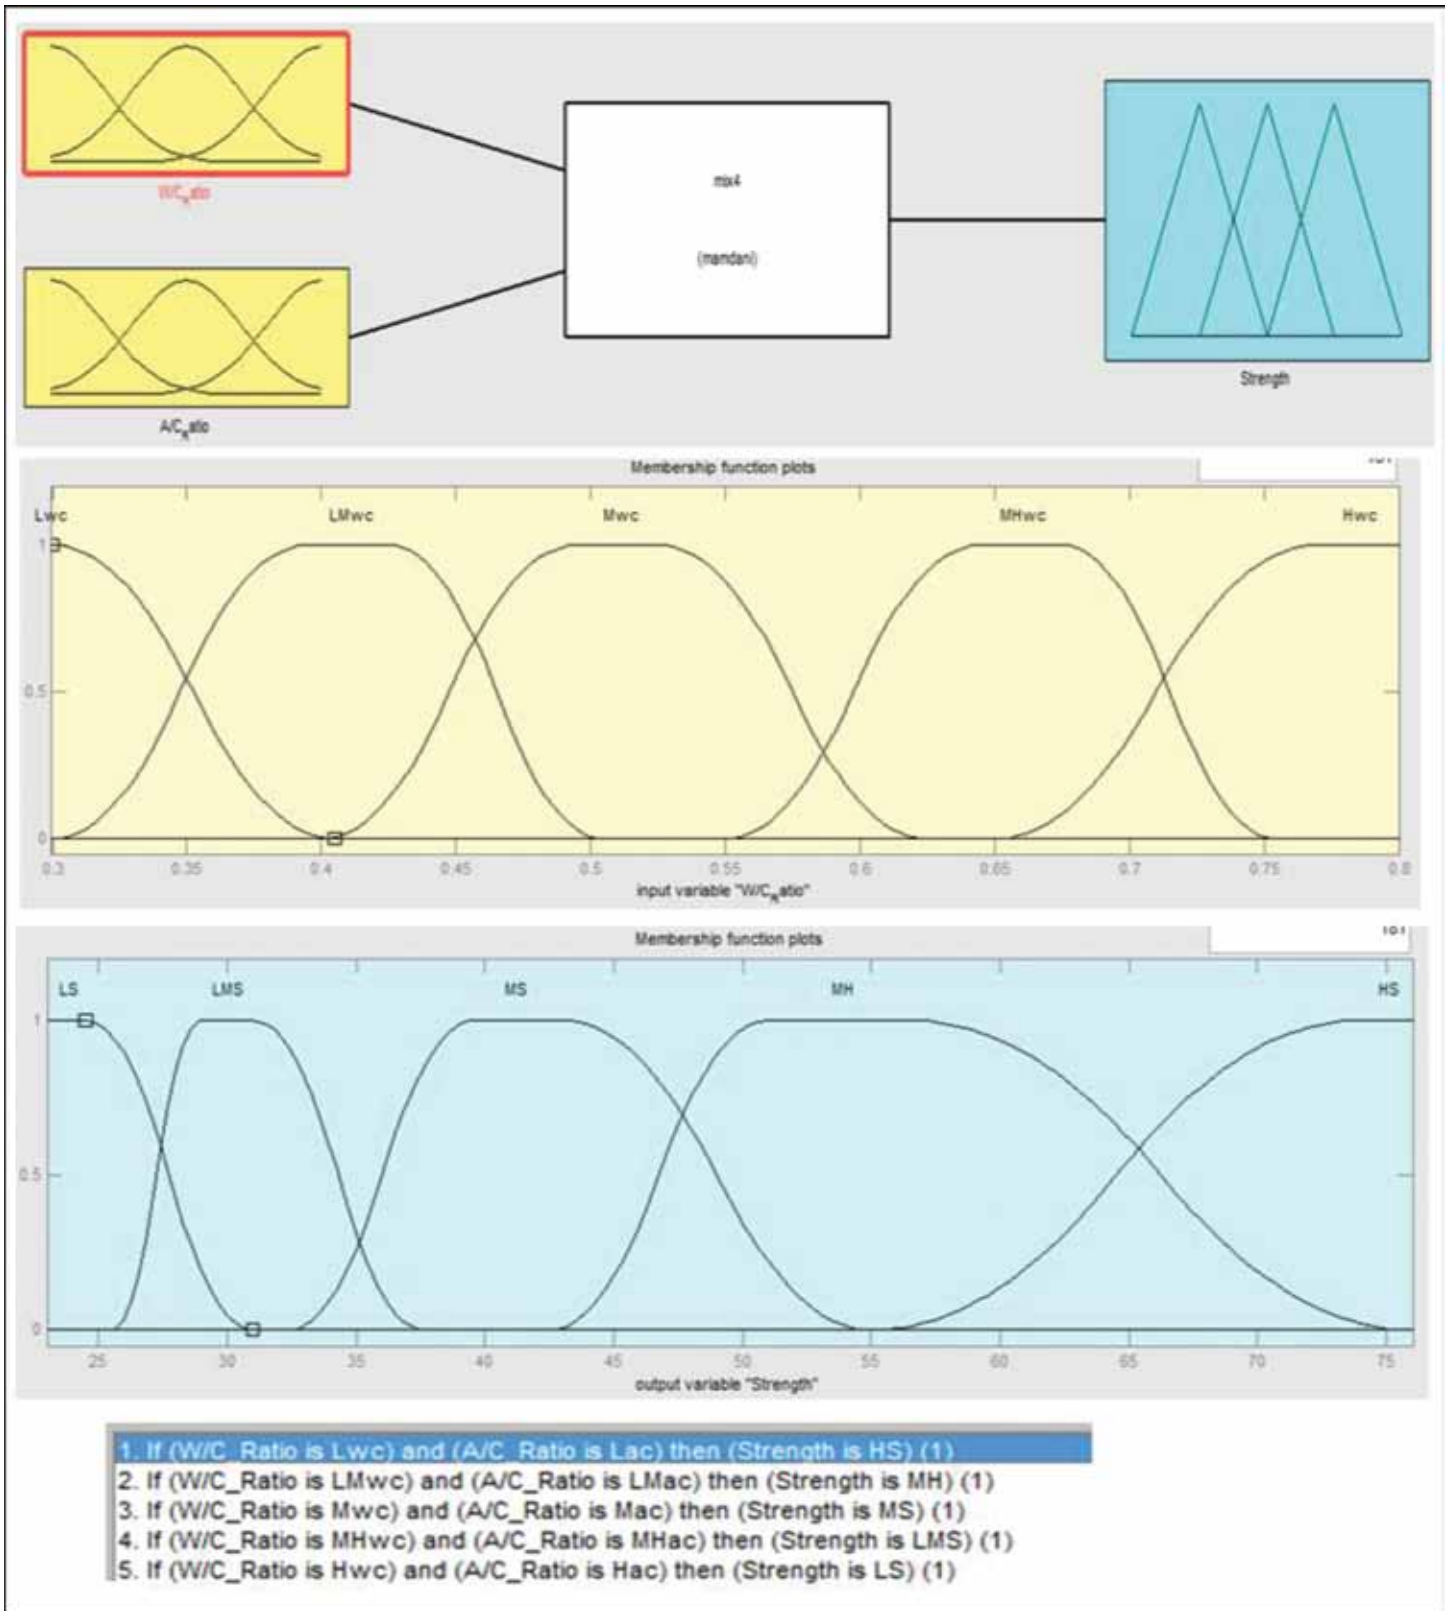 W/C_Ratio
mix4
(mamdani)
A/C_Ratio
Strength
Membership function plots
181
Lwc LMwc Mwc MHwc Hwc
1
0.5
0
0.3 0.35 0.4 0.45 0.5 0.55 0.6 0.65 0.7 0.75 0.8
input variable "W/C_Ratio"
Membership function plots
181
LS LMS MS MH HS
1
0.5
0
25 30 35 40 45 50 55 60 65 70 75
output variable "Strength"
1. If (W/C_Ratio is Lwc) and (A/C_Ratio is Lac) then (Strength is HS) (1)
2. If (W/C_Ratio is LMwc) and (A/C_Ratio is LMac) then (Strength is MH) (1)
3. If (W/C_Ratio is Mwc) and (A/C_Ratio is Mac) then (Strength is MS) (1)
4. If (W/C_Ratio is MHwc) and (A/C_Ratio is MHac) then (Strength is LMS) (1)
5. If (W/C_Ratio is Hwc) and (A/C_Ratio is Hac) then (Strength is LS) (1)